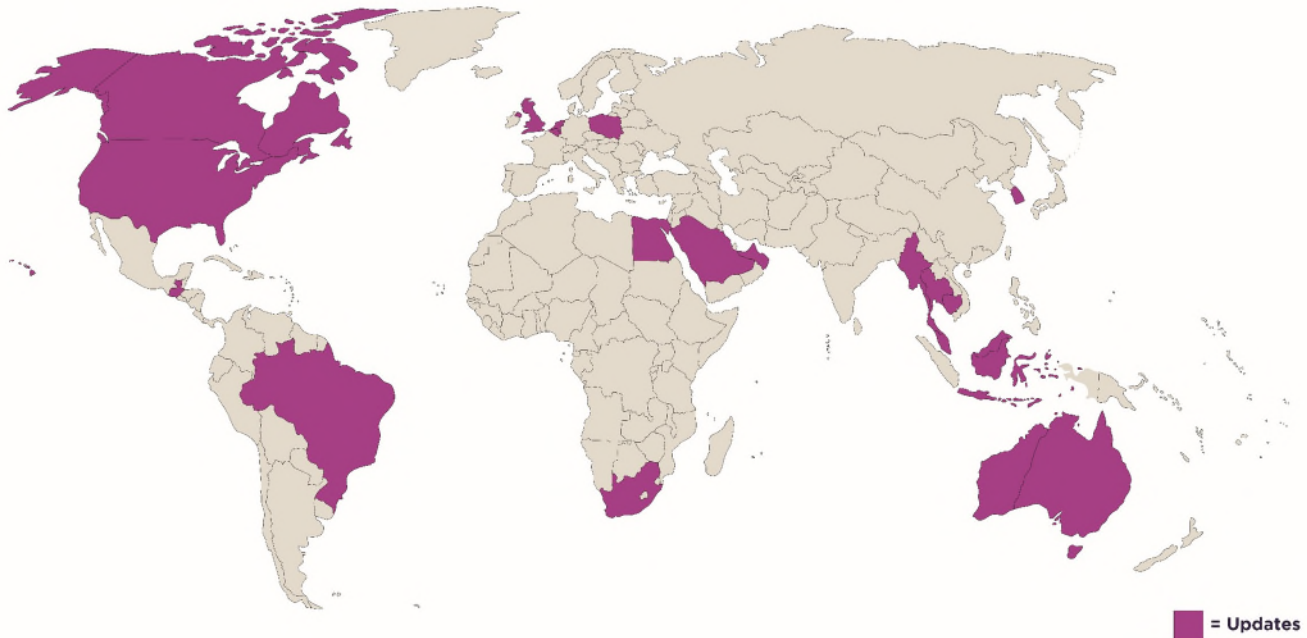 = Updates